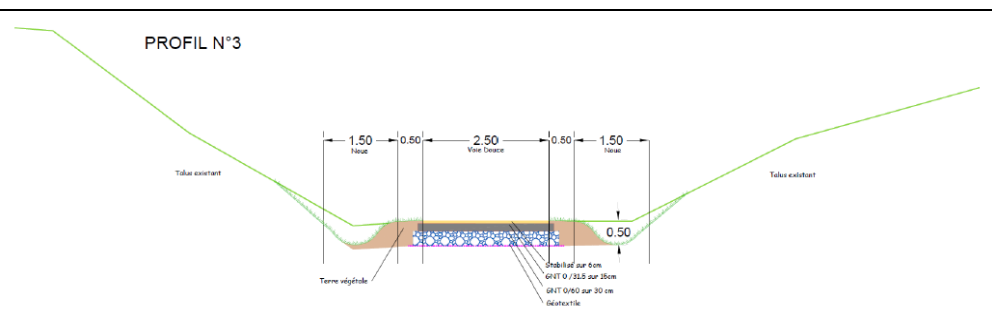 PROFIL N°3
1.50
0.50
2.50
0.50
1.50
Noue
Voie Douce
Noue
Talus existant
Talus existant
0.50
Stabilisé sur 6cm
GNT 0 /31.5 sur 15cm
Terre végétale
GNT 0/60 sur 30 cm
Géotextile